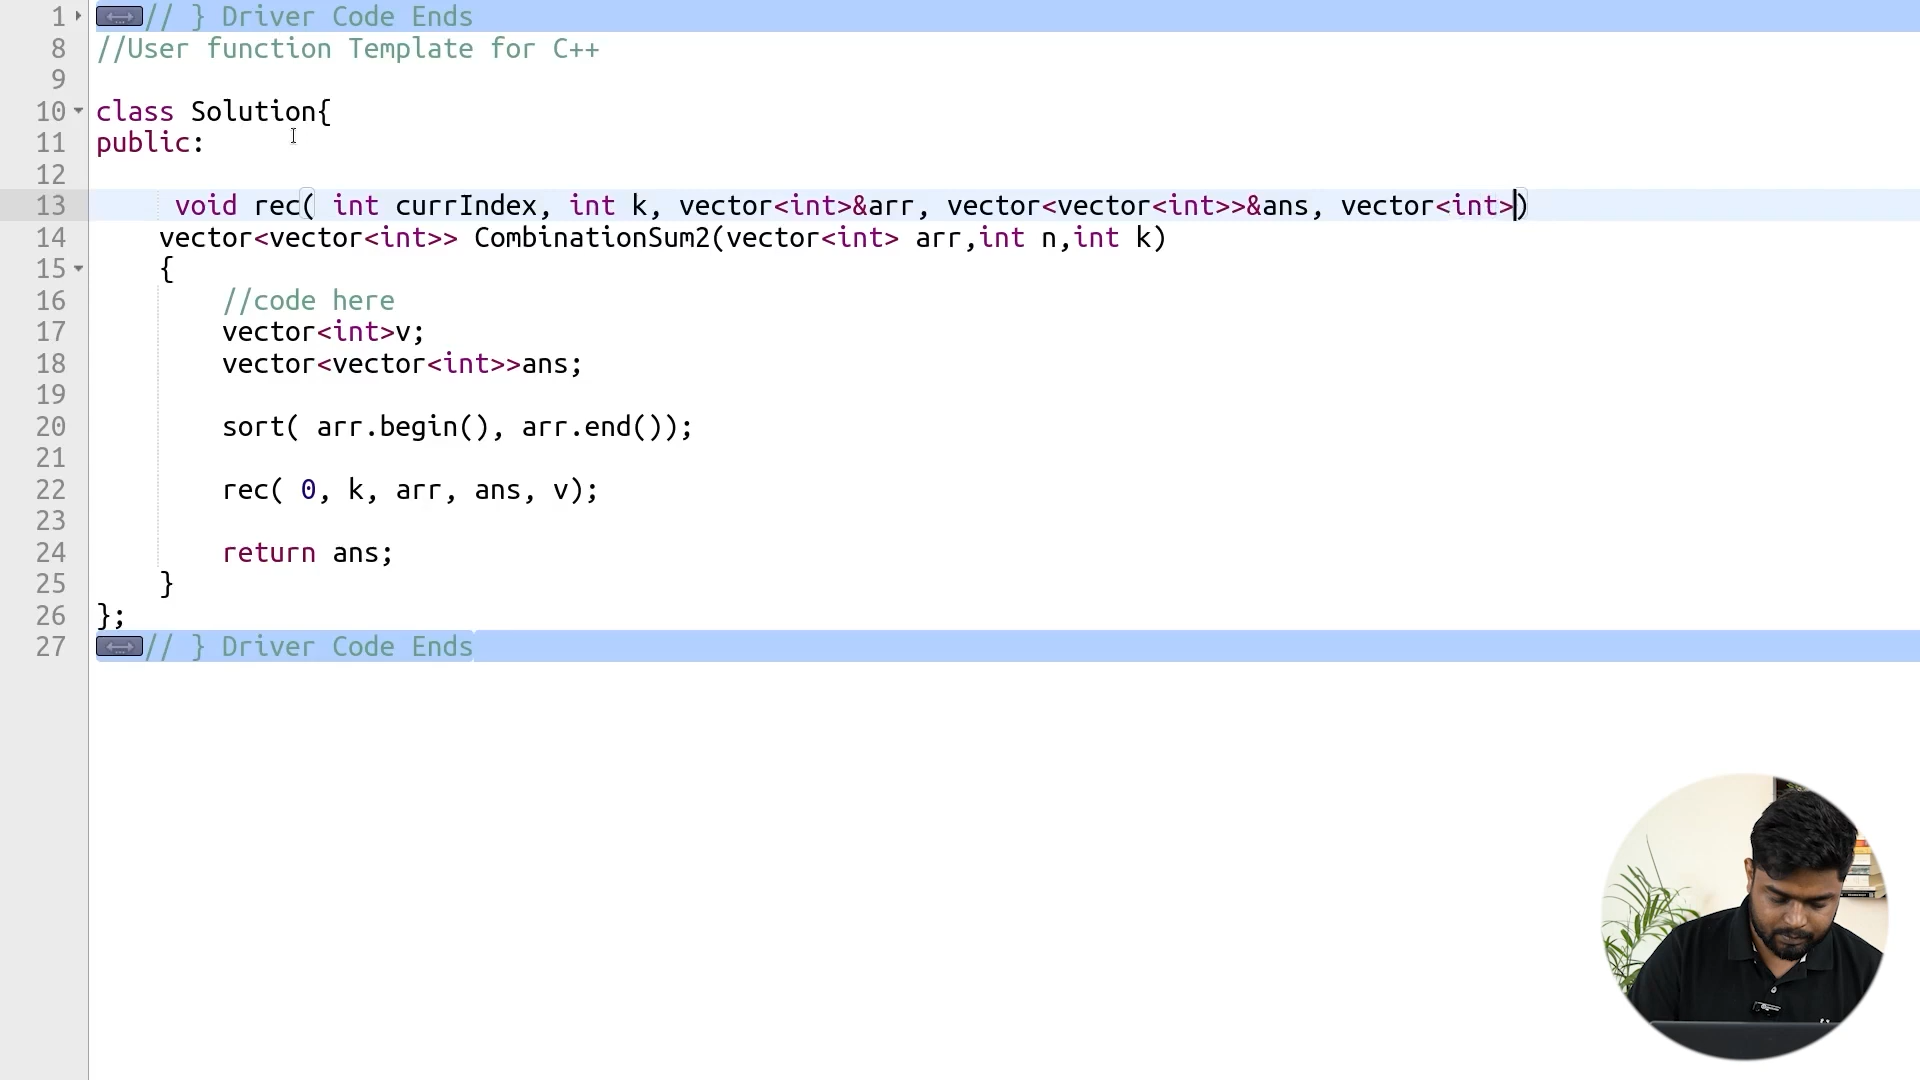 1 // } Driver Code Ends
8 //User function Template for C++
9
10 class Solution{
11 public:
12
13 void rec( int currIndex, int k, vector<int>&arr, vector<vector<int>>&ans, vector<int>)
14 vector<vector<int>> CombinationSum2(vector<int> arr,int n,int k)
15 {
16 //code here
17 vector<int>v;
18 vector<vector<int>>ans;
19
20 sort( arr.begin(), arr.end());
21
22 rec( 0, k, arr, ans, v);
23
24 return ans;
25 }
26 };
27 // } Driver Code Ends